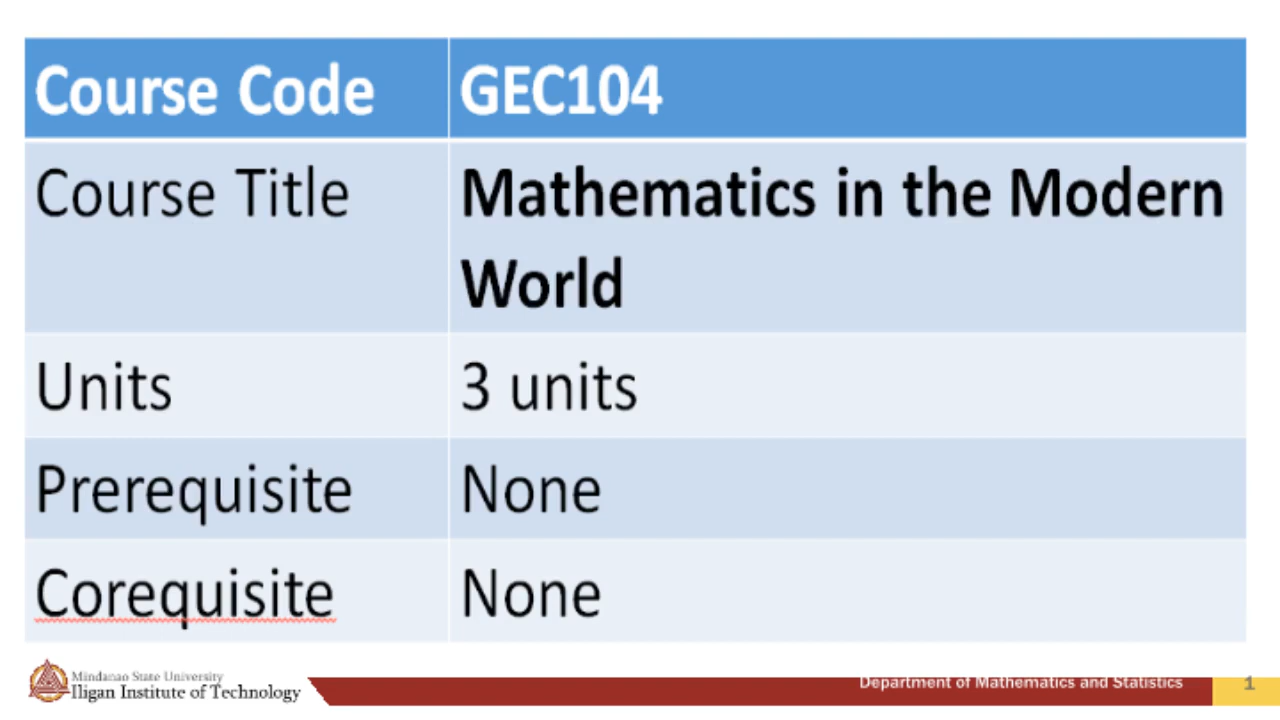 Course Code GEC104
Course Title Mathematics in the Modern
World
Units 3 units
Prerequisite None
Corequisite None
Mindanao State University
Iligan Institute of Technology
Department of Mathematics and Statistics
1